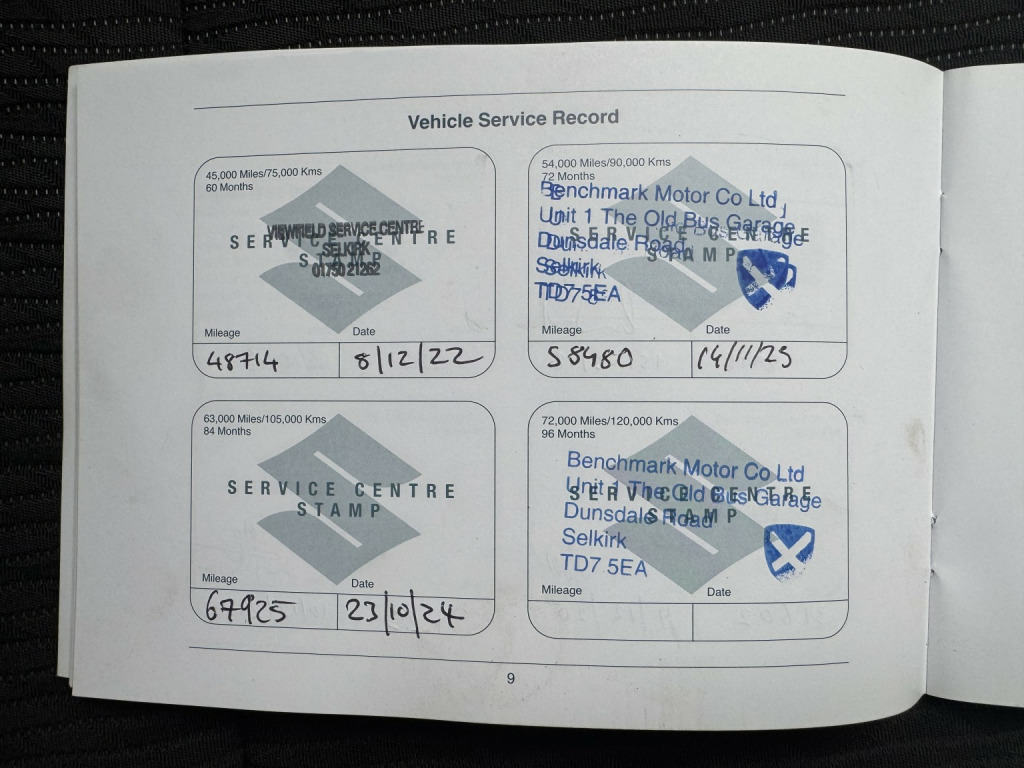 Vehicle Service Record
45,000 Miles/75,000 Kms
60 Months
SERVICE CENTRE
STAMP
VIEWFIELD SERVICE CENTRE
SELKIRK
01750 21262
Mileage Date
48714 8/12/22
54,000 Miles/90,000 Kms
72 Months
SERVICE CENTRE
STAMP
Benchmark Motor Co Ltd
Unit 1 The Old Bus Garage
Dunsdale Road
Selkirk
TD7 5EA
Mileage Date
58480 14/11/23
63,000 Miles/105,000 Kms
84 Months
SERVICE CENTRE
STAMP
Mileage Date
67925 23/10/24
72,000 Miles/120,000 Kms
96 Months
SERVICE CENTRE
STAMP
Benchmark Motor Co Ltd
Unit 1 The Old Bus Garage
Dunsdale Road
Selkirk
TD7 5EA
Mileage Date
9